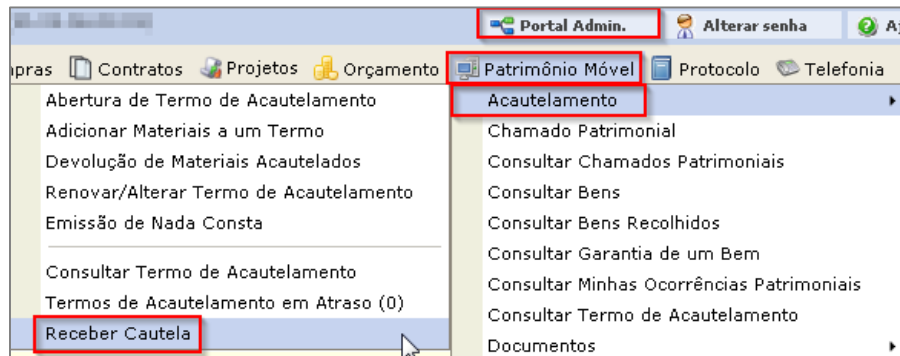 Portal Admin. Alterar senha
Contratos Projetos Orçamento Patrimônio Móvel Protocolo Telefonia
Abertura de Termo de Acautelamento
Adicionar Materiais a um Termo
Devolução de Materiais Acautelados
Renovar/Alterar Termo de Acautelamento
Emissão de Nada Consta
Consultar Termo de Acautelamento
Termos de Acautelamento em Atraso (0)
Receber Cautela
Acautelamento
Chamado Patrimonial
Consultar Chamados Patrimoniais
Consultar Bens
Consultar Bens Recolhidos
Consultar Garantia de um Bem
Consultar Minhas Ocorrências Patrimoniais
Consultar Termo de Acautelamento
Documentos